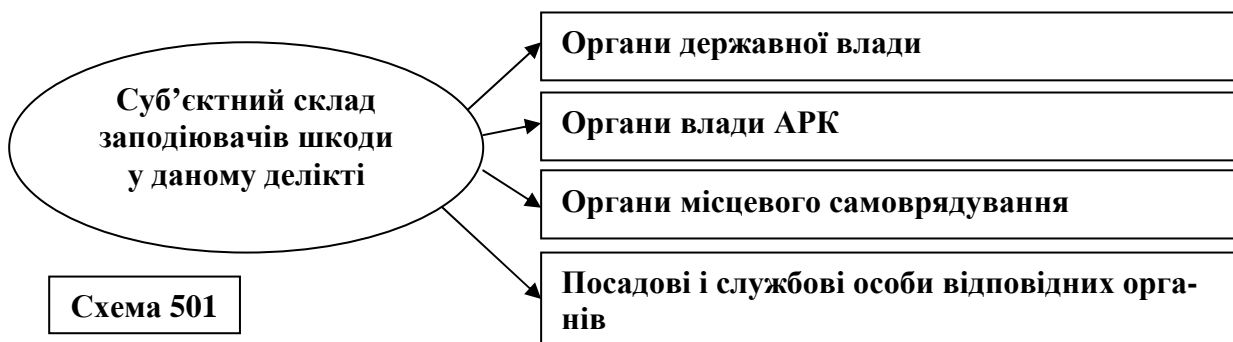 Суб’єктний склад
заподіювачів шкоди
у даному делікті
Органи державної влади
Органи влади АРК
Органи місцевого самоврядування
Посадові і службові особи відповідних орга-
нів
Схема 501